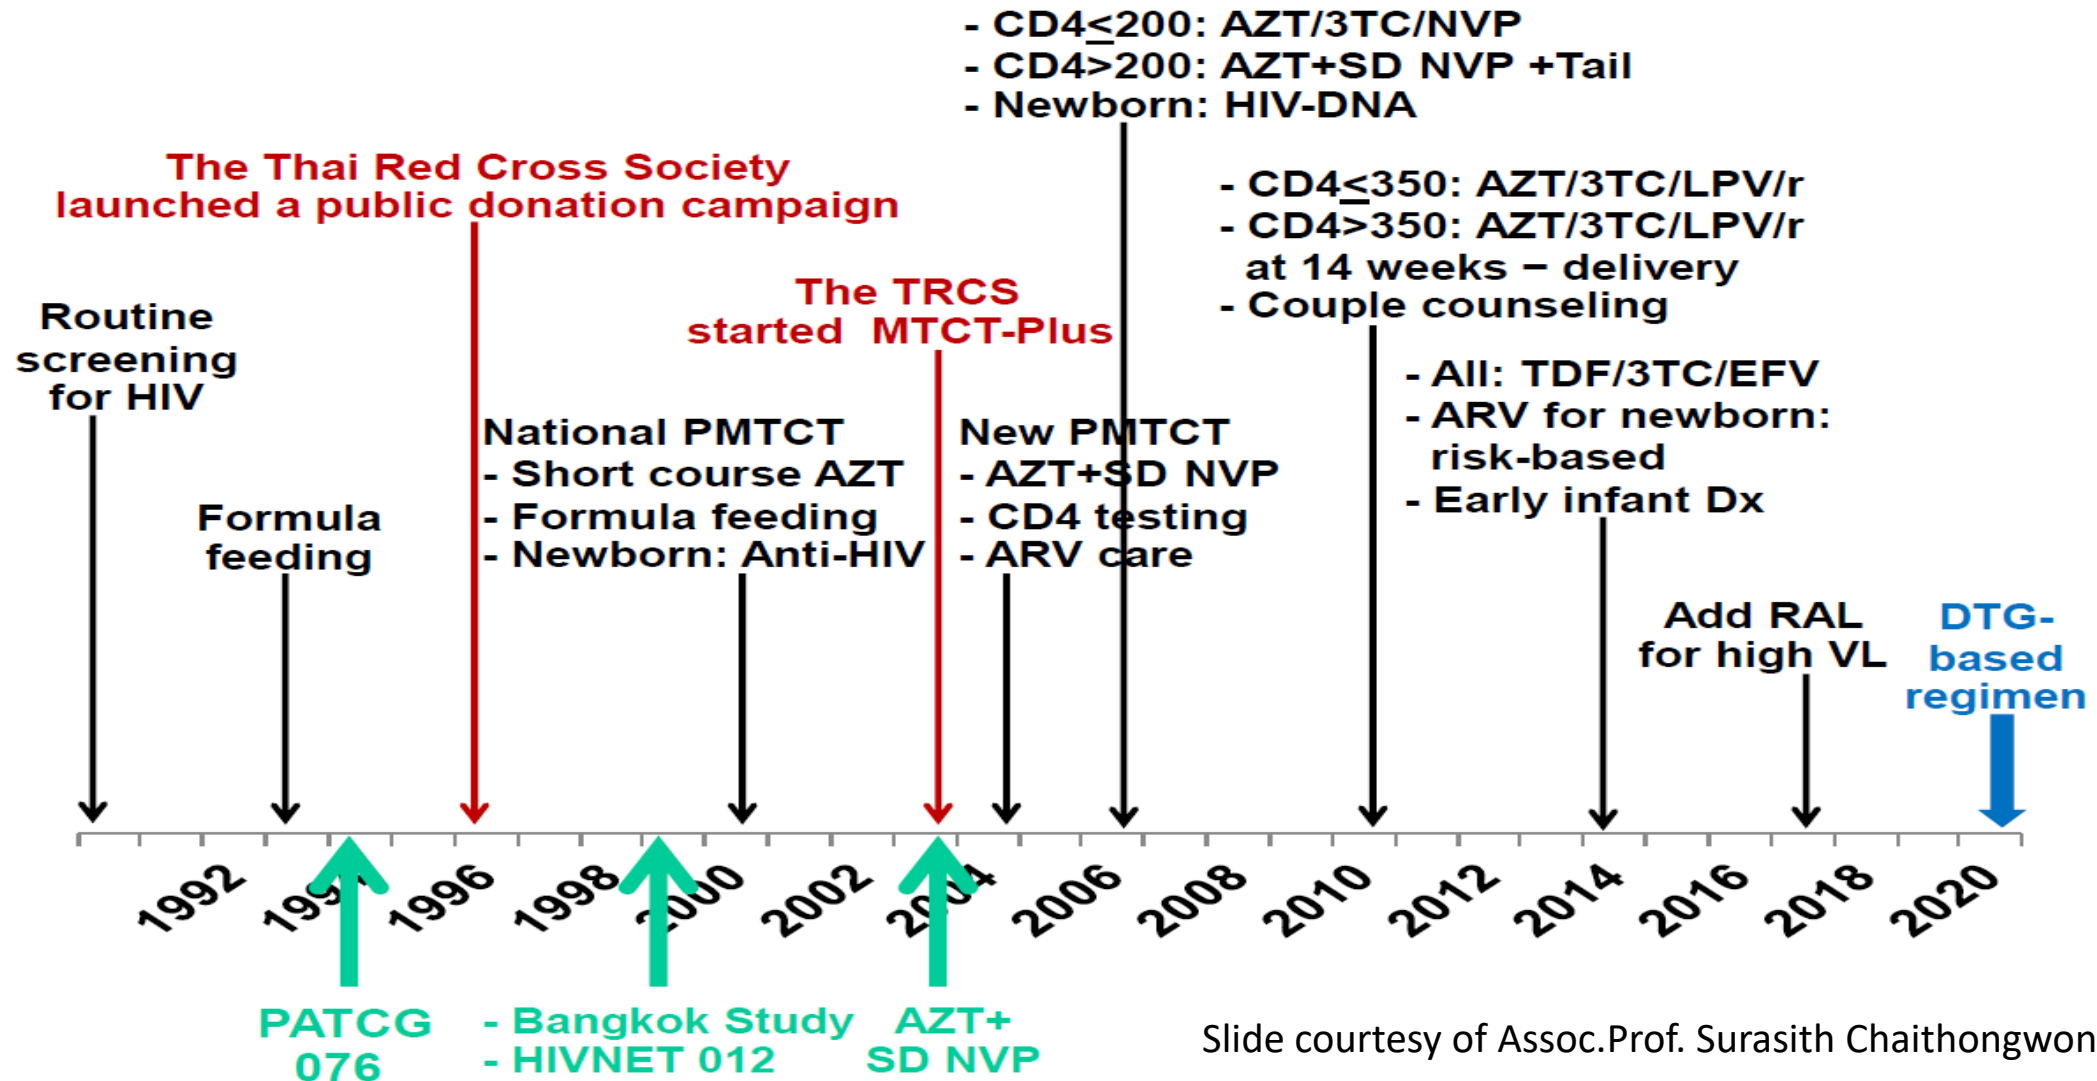 - CD4≤200: AZT/3TC/NVP
- CD4>200: AZT+SD NVP +Tail
- Newborn: HIV-DNA
The Thai Red Cross Society
launched a public donation campaign
- CD4≤350: AZT/3TC/LPV/r
- CD4>350: AZT/3TC/LPV/r
at 14 weeks – delivery
- Couple counseling
The TRCS
started MTCT-Plus
Routine
screening
for HIV
- All: TDF/3TC/EFV
- ARV for newborn:
risk-based
- Early infant Dx
National PMTCT
- Short course AZT
- Formula feeding
- Newborn: Anti-HIV
New PMTCT
- AZT+SD NVP
- CD4 testing
- ARV care
Formula
feeding
Add RAL
for high VL
DTG-
based
regimen
1992
1994
1996
1998
2000
2002
2004
2006
2008
2010
2012
2014
2016
2018
2020
PATCG
076
- Bangkok Study
- HIVNET 012
AZT+
SD NVP
Slide courtesy of Assoc.Prof. Surasith Chaithongwon